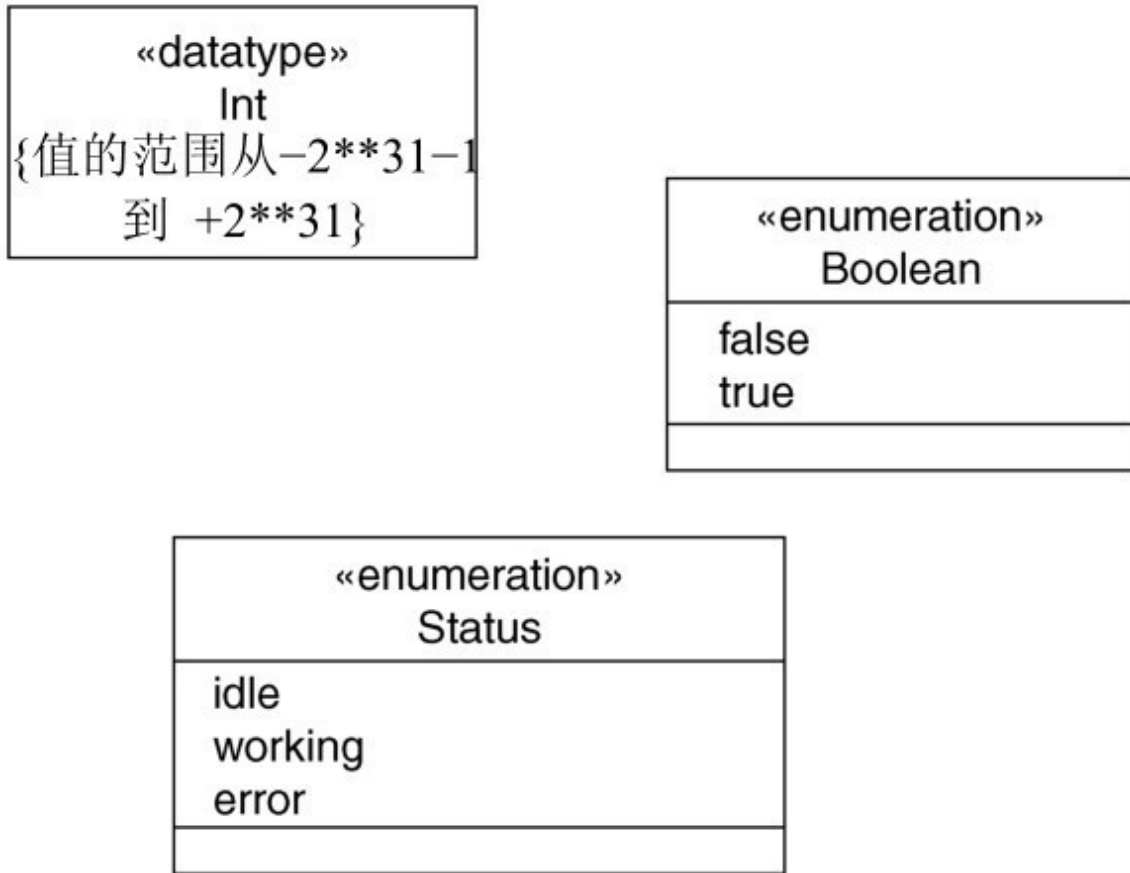 «datatype»
Int
{值的范围从−2**31−1
到 +2**31}
«enumeration»
Boolean
false
true
«enumeration»
Status
idle
working
error